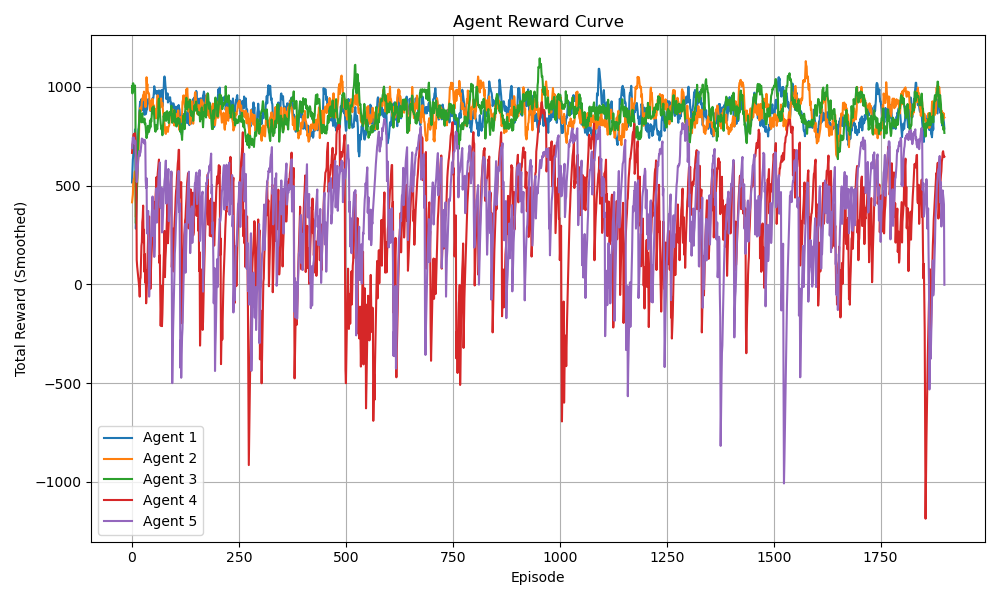 Agent Reward Curve
Total Reward (Smoothed)
1000
500
0
−500
−1000
Agent 1
Agent 2
Agent 3
Agent 4
Agent 5
0 250 500 750 1000 1250 1500 1750
Episode